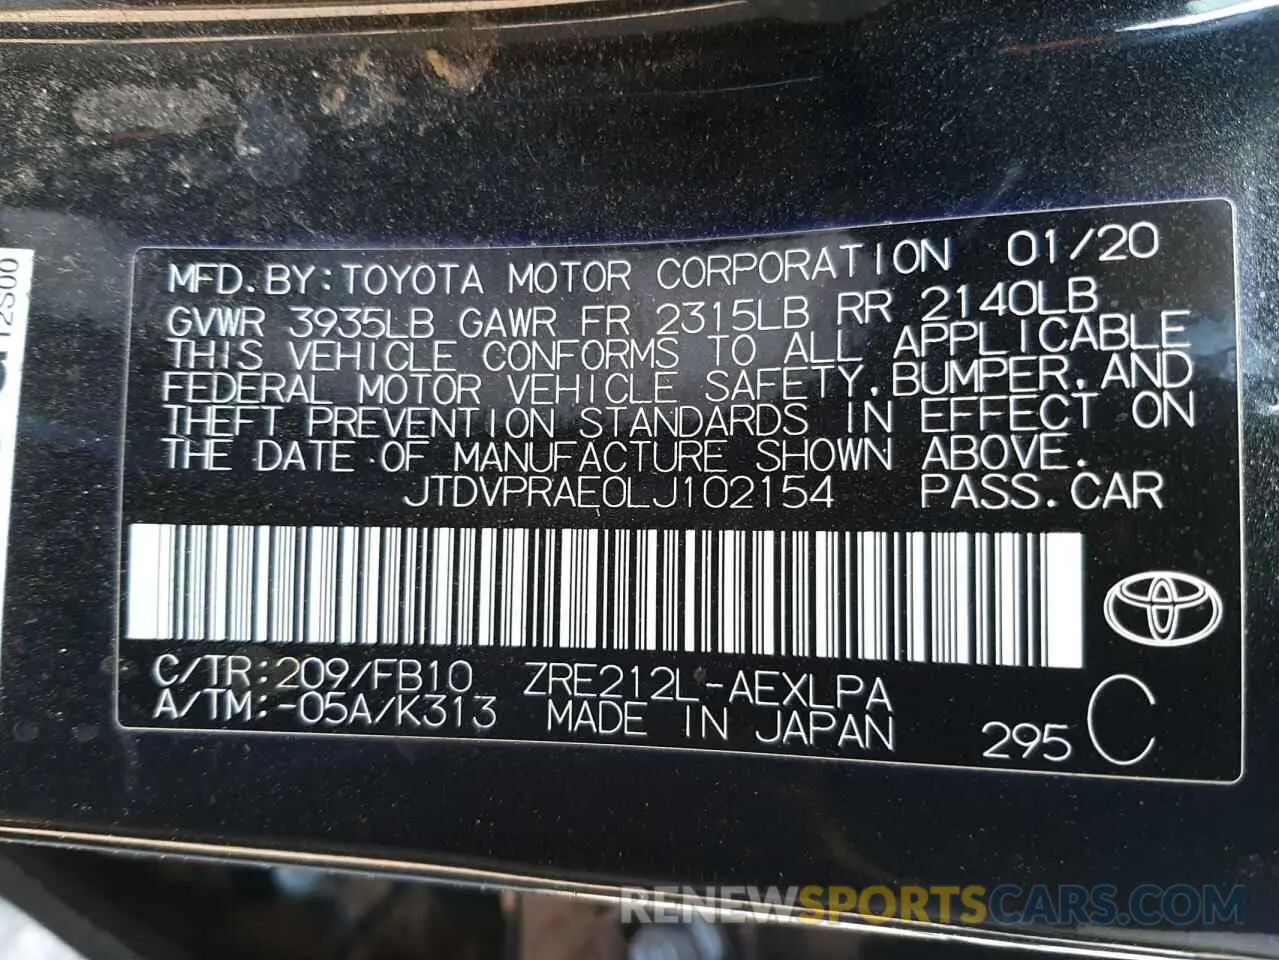 MFD. BY: TOYOTA MOTOR CORPORATION 01/20
GVWR 3935LB GAWR FR 2315LB RR 2140LB
THIS VEHICLE CONFORMS TO ALL APPLICABLE
FEDERAL MOTOR VEHICLE SAFETY, BUMPER, AND
THEFT PREVENTION STANDARDS IN EFFECT ON
THE DATE OF MANUFACTURE SHOWN ABOVE.
JTDVPRAE0LJ102154 PASS. CAR
C/TR: 209/FB10 ZRE212L-AEXLPA
A/TM: -05A/K313 MADE IN JAPAN 295 C
RENEWSPORTSCARS.COM